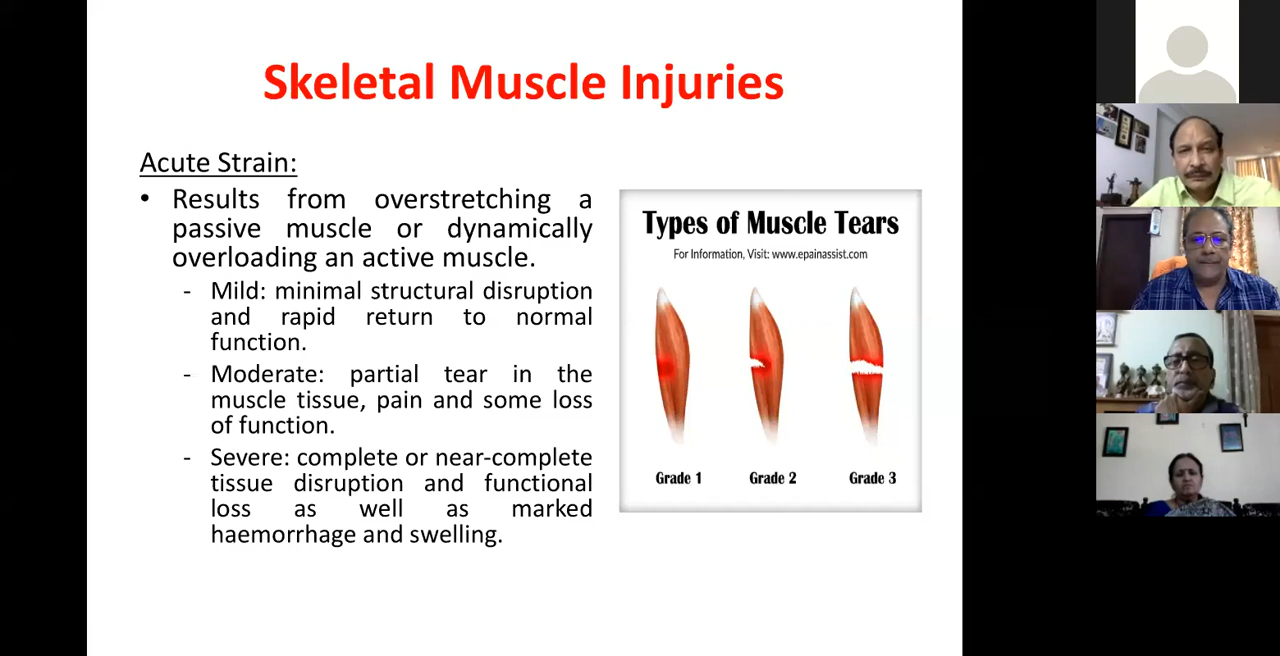 Skeletal Muscle Injuries
Acute Strain:
• Results from overstretching a
passive muscle or dynamically
overloading an active muscle.
- Mild: minimal structural disruption
and rapid return to normal
function.
- Moderate: partial tear in the
muscle tissue, pain and some loss
of function.
- Severe: complete or near-complete
tissue disruption and functional
loss as well as marked
haemorrhage and swelling.
Types of Muscle Tears
For Information, Visit: www.epainassist.com
Grade 1 Grade 2 Grade 3